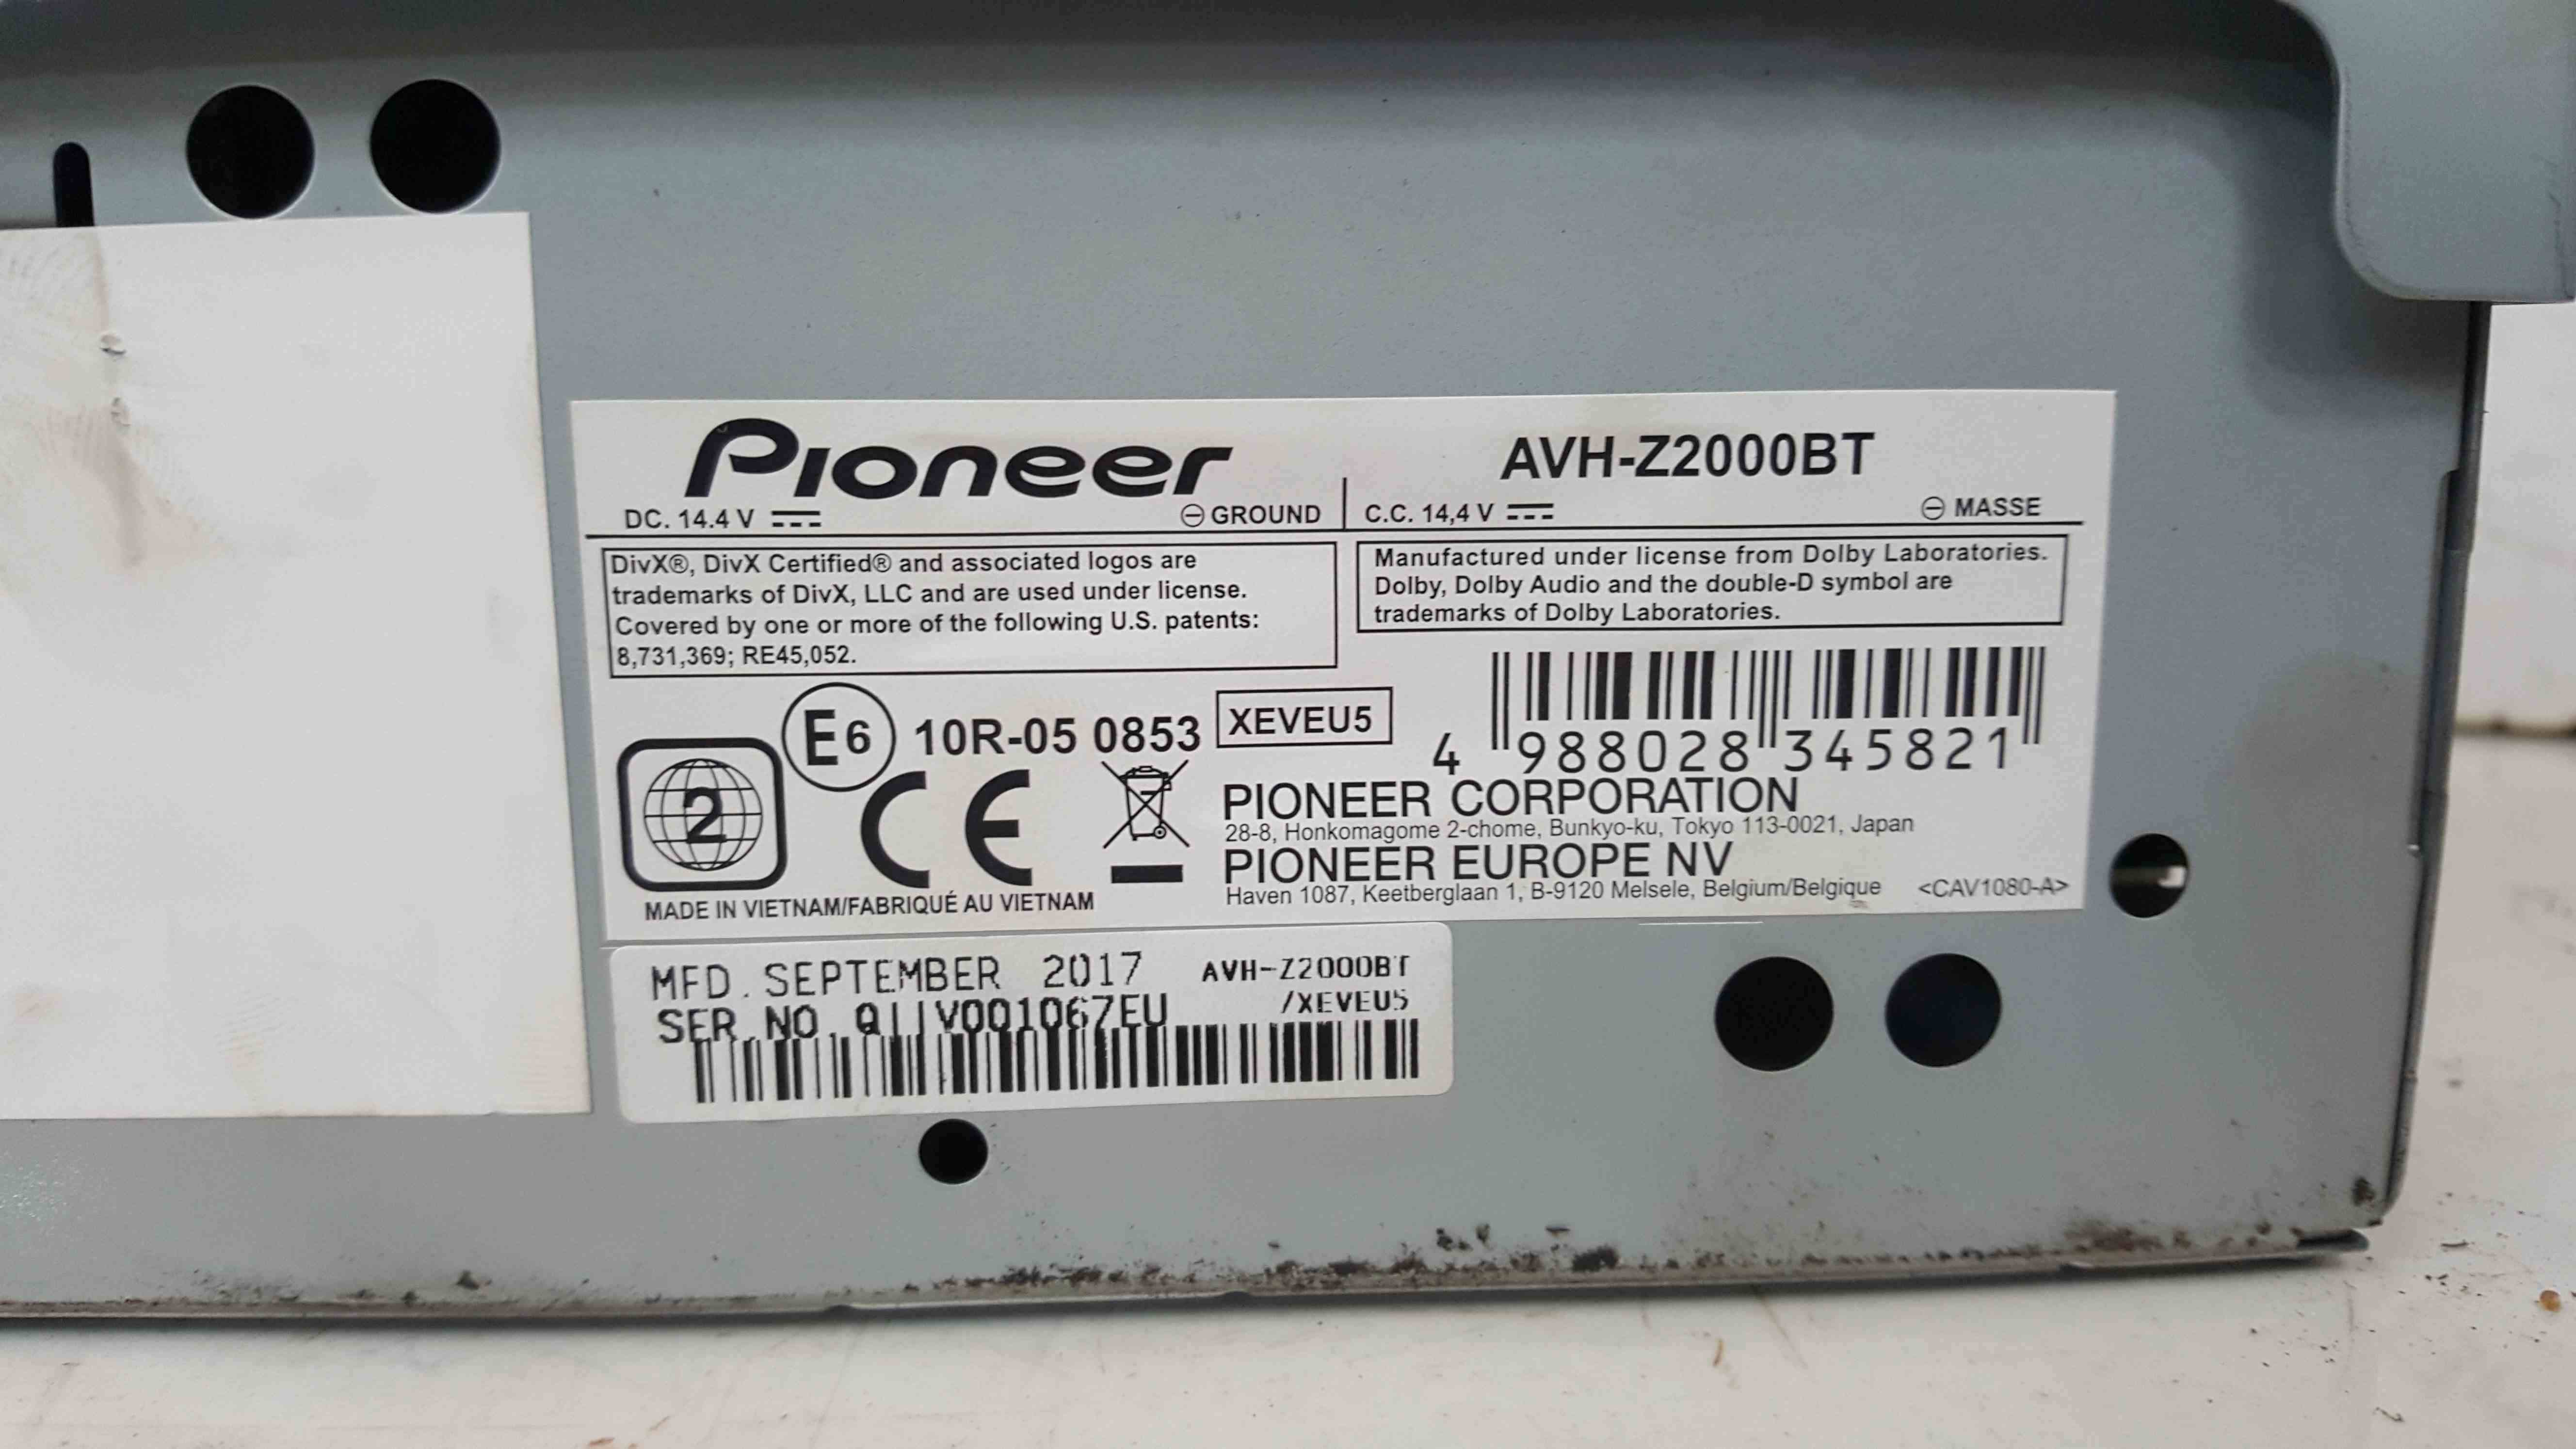 Pioneer
AVH-Z2000BT
DC. 14.4 V ⎓ ⊖ GROUND
C.C. 14,4 V ⎓ ⊖ MASSE
DivX®, DivX Certified® and associated logos are
trademarks of DivX, LLC and are used under license.
Covered by one or more of the following U.S. patents:
8,731,369; RE45,052.
Manufactured under license from Dolby Laboratories.
Dolby, Dolby Audio and the double-D symbol are
trademarks of Dolby Laboratories.
E6 10R-05 0853 XEVEU5
4 988028 345821
2
CE
PIONEER CORPORATION
28-8, Honkomagome 2-chome, Bunkyo-ku, Tokyo 113-0021, Japan
PIONEER EUROPE NV
Haven 1087, Keetberglaan 1, B-9120 Melsele, Belgium/Belgique <CAV1080-A>
MADE IN VIETNAM/FABRIQUÉ AU VIETNAM
MFD. SEPTEMBER 2017 AVH-Z2000BT
/XEVEU5
SER.NO.